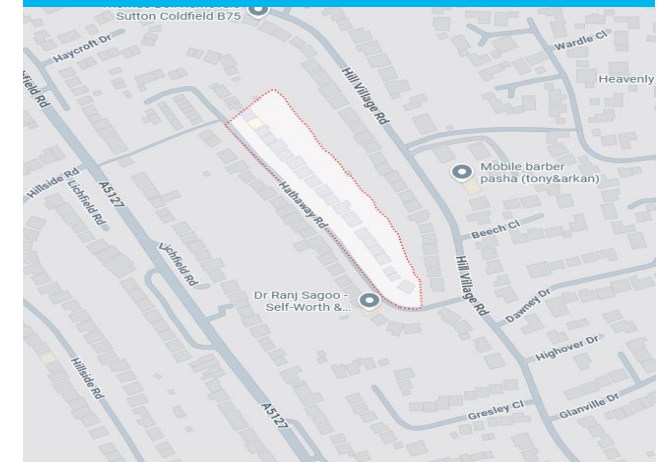 Sutton Coldfield B75
Haycroft Dr
Wardle Cl
Heavenly
Hill Village Rd
Lichfield Rd
A5127
Hillside Rd
Mobile barber
pasha (tony&arkan)
Hathaway Rd
Beech Cl
Lichfield Rd
Hill Village Rd
Dr Ranj Sagoo -
Self-Worth &...
Dawney Dr
Highover Dr
Hillside Rd
A5127
Gresley Cl
Glanville Dr